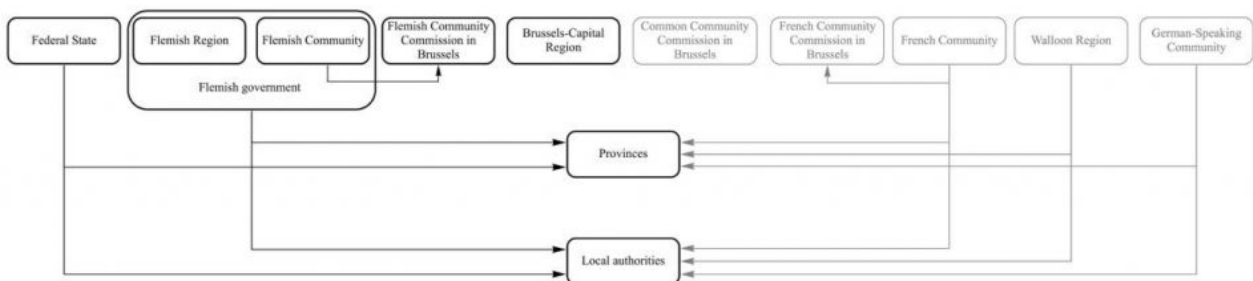 Federal State
Flemish Region
Flemish Community
Flemish government
Flemish Community
Commission in
Brussels
Brussels-Capital
Region
Common Community
Commission in
Brussels
French Community
Commission in
Brussels
French Community
Walloon Region
German-Speaking
Community
Provinces
Local authorities